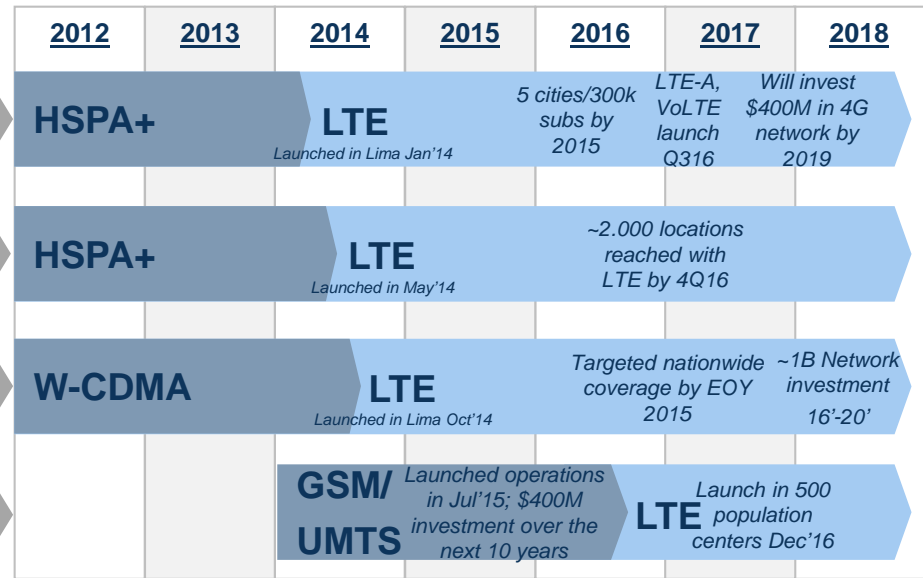 2012 2013 2014 2015 2016 2017 2018
HSPA+
LTE
Launched in Lima Jan'14
5 cities/300k
subs by
2015
LTE-A,
VoLTE
launch
Q316
Will invest
$400M in 4G
network by
2019
HSPA+
LTE
Launched in May'14
~2.000 locations
reached with
LTE by 4Q16
W-CDMA
LTE
Launched in Lima Oct'14
Targeted nationwide
coverage by EOY
2015
~1B Network
investment
16'-20'
GSM/
UMTS
Launched operations
in Jul'15; $400M
investment over the
next 10 years
LTE
Launch in 500
population
centers Dec'16